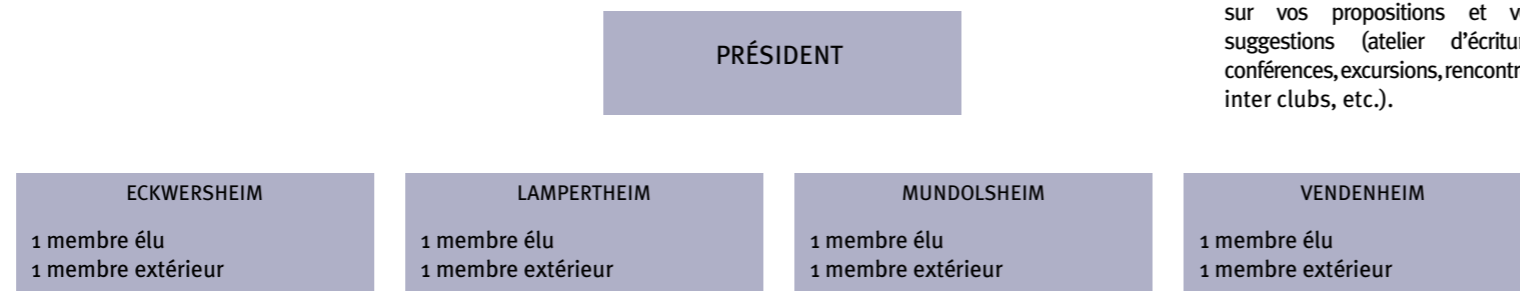 sur vos propositions et
suggestions (atelier
conférences, excursions,
inter clubs, etc.).
PRÉSIDENT
ECKWERSHEIM
1 membre élu
1 membre extérieur
LAMPERTHEIM
1 membre élu
1 membre extérieur
MUNDOLSHEIM
1 membre élu
1 membre extérieur
VENDENHEIM
1 membre élu
1 membre extérieur